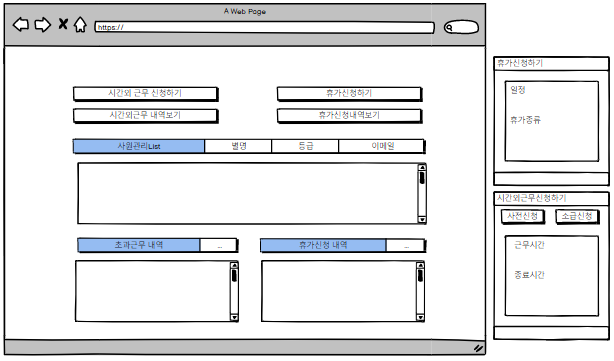 A Web Page
https://
시간외 근무 신청하기
휴가신청하기
시간외근무 내역보기
휴가신청내역보기
사원관리List
별명
등급
이메일
초과근무 내역
...
휴가신청 내역
...
휴가신청하기
일정
휴가종류
시간외근무신청하기
사전신청
소급신청
근무시간
종료시간